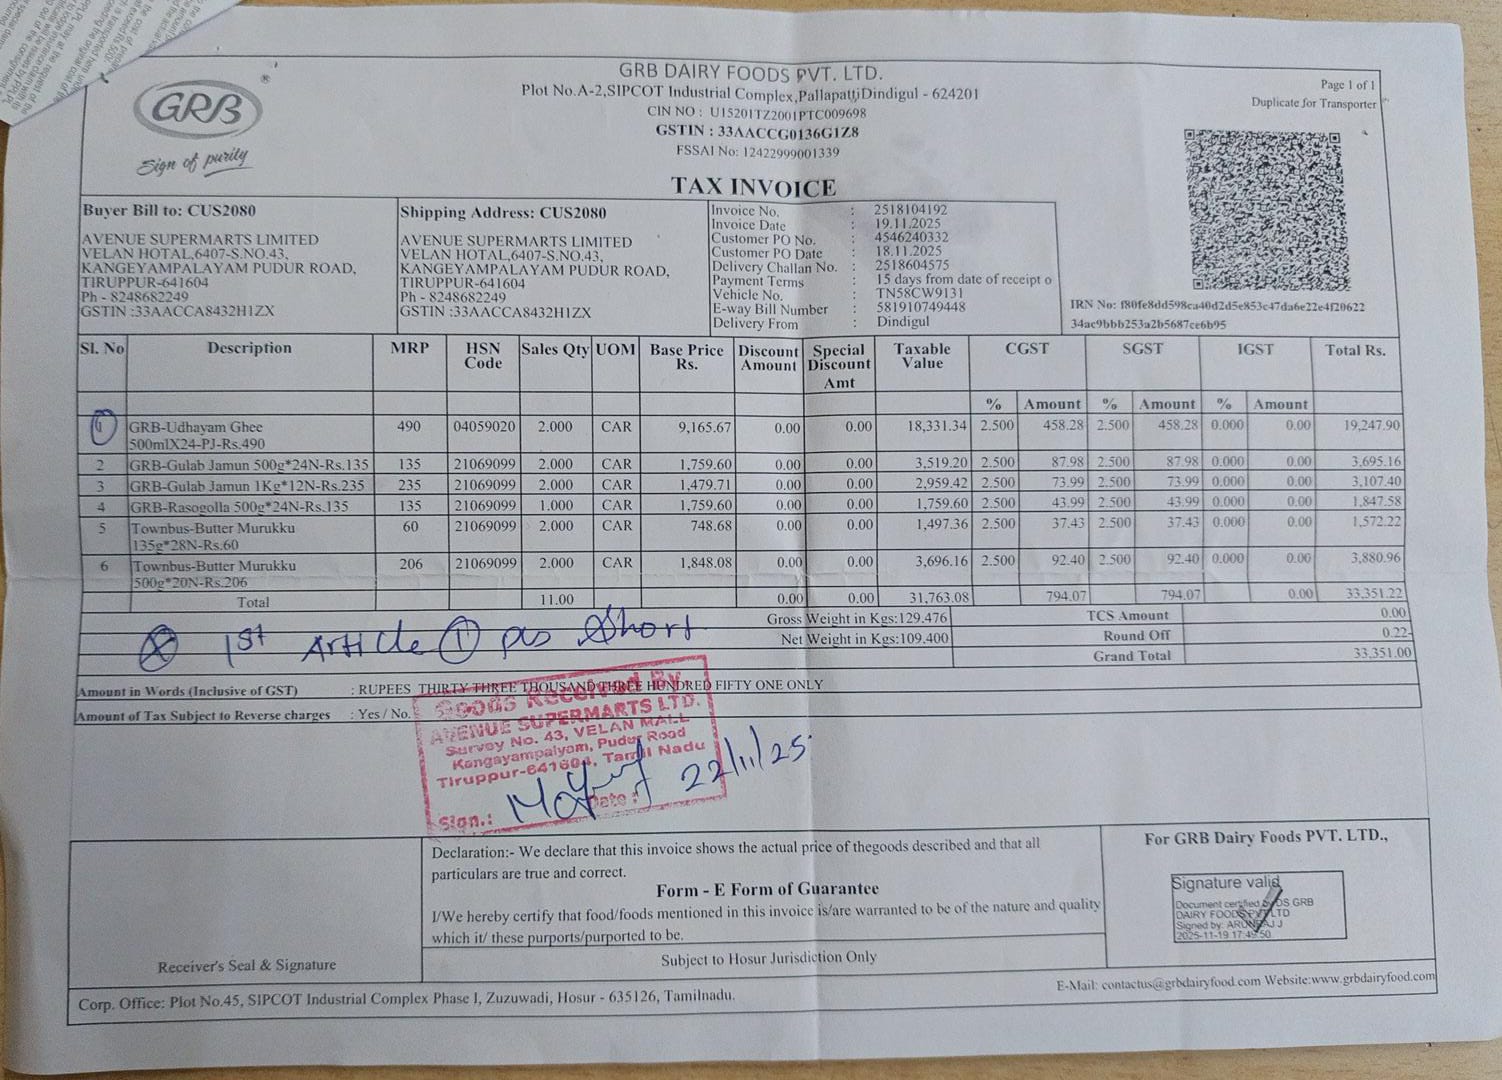 GRB
Sign of purity
GRB DAIRY FOODS PVT. LTD.
Plot No.A-2,SIPCOT Industrial Complex,Pallapatti Dindigul - 624201
CIN NO : U15201TZ2001PTC009698
GSTIN : 33AACCG0136G1Z8
FSSAI No: 12422999001339
TAX INVOICE
Page 1 of 1
Duplicate for Transporter
Buyer Bill to: CUS2080
AVENUE SUPERMARTS LIMITED
VELAN HOTAL,6407-S.NO.43,
KANGEYAMPALAYAM PUDUR ROAD,
TIRUPPUR-641604
Ph - 8248682249
GSTIN :33AACCA8432H1ZX
Shipping Address: CUS2080
AVENUE SUPERMARTS LIMITED
VELAN HOTAL,6407-S.NO.43,
KANGEYAMPALAYAM PUDUR ROAD,
TIRUPPUR-641604
Ph - 8248682249
GSTIN :33AACCA8432H1ZX
Invoice No. : 2518104192
Invoice Date : 19.11.2025
Customer PO No. : 4546240332
Customer PO Date : 18.11.2025
Delivery Challan No. : 2518604575
Payment Terms : 15 days from date of receipt o
Vehicle No. : TN58CW9131
E-way Bill Number : 581910749448
Delivery From : Dindigul
IRN No: f80fe8dd598ca40d2d5e853c47da6e22e4f20622
34ac9bbb253a2b5687ce6b95
Sl. No Description MRP HSN Code Sales Qty UOM Base Price Rs. Discount Amount Special Discount Amt Taxable Value CGST SGST IGST Total Rs.
% Amount % Amount % Amount
1 GRB-Udhayam Ghee 500mlX24-PJ-Rs.490 490 04059020 2.000 CAR 9,165.67 0.00 0.00 18,331.34 2.500 458.28 2.500 458.28 0.000 0.00 19,247.90
2 GRB-Gulab Jamun 500g*24N-Rs.135 135 21069099 2.000 CAR 1,759.60 0.00 0.00 3,519.20 2.500 87.98 2.500 87.98 0.000 0.00 3,695.16
3 GRB-Gulab Jamun 1Kg*12N-Rs.235 235 21069099 2.000 CAR 1,479.71 0.00 0.00 2,959.42 2.500 73.99 2.500 73.99 0.000 0.00 3,107.40
4 GRB-Rasogolla 500g*24N-Rs.135 135 21069099 1.000 CAR 1,759.60 0.00 0.00 1,759.60 2.500 43.99 2.500 43.99 0.000 0.00 1,847.58
5 Townbus-Butter Murukku 135g*28N-Rs.60 60 21069099 2.000 CAR 748.68 0.00 0.00 1,497.36 2.500 37.43 2.500 37.43 0.000 0.00 1,572.22
6 Townbus-Butter Murukku 500g*20N-Rs.206 206 21069099 2.000 CAR 1,848.08 0.00 0.00 3,696.16 2.500 92.40 2.500 92.40 0.000 0.00 3,880.96
Total 11.00 0.00 0.00 31,763.08 794.07 794.07 0.00 33,351.22
1st Article 1 pcs Short
Gross Weight in Kgs:129.476
Net Weight in Kgs:109.400
TCS Amount 0.00
Round Off 0.22-
Grand Total 33,351.00
Amount in Words (Inclusive of GST) : RUPEES THIRTY THREE THOUSAND THREE HUNDRED FIFTY ONE ONLY
Amount of Tax Subject to Reverse charges : Yes / No.
Goods Received By
AVENUE SUPERMARTS LTD.
Survey No. 43, VELAN MALL
Kangayampalyam, Pudur Road
Tiruppur-641604, Tamil Nadu
Sign.: Date : 22/11/25
Declaration:- We declare that this invoice shows the actual price of thegoods described and that all
particulars are true and correct.
Form - E Form of Guarantee
I/We hereby certify that food/foods mentioned in this invoice is/are warranted to be of the nature and quality
which it/ these purports/purported to be.
Subject to Hosur Jurisdiction Only
Receiver's Seal & Signature
For GRB Dairy Foods PVT. LTD.,
Signature valid
Document certified by DS GRB
DAIRY FOODS PVT LTD
Signed by: ARUNRAJ J
2025-11-19 17:49:50
Corp. Office: Plot No.45, SIPCOT Industrial Complex Phase I, Zuzuwadi, Hosur - 635126, Tamilnadu.
E-Mail: contactus@grbdairyfood.com Website:www.grbdairyfood.com